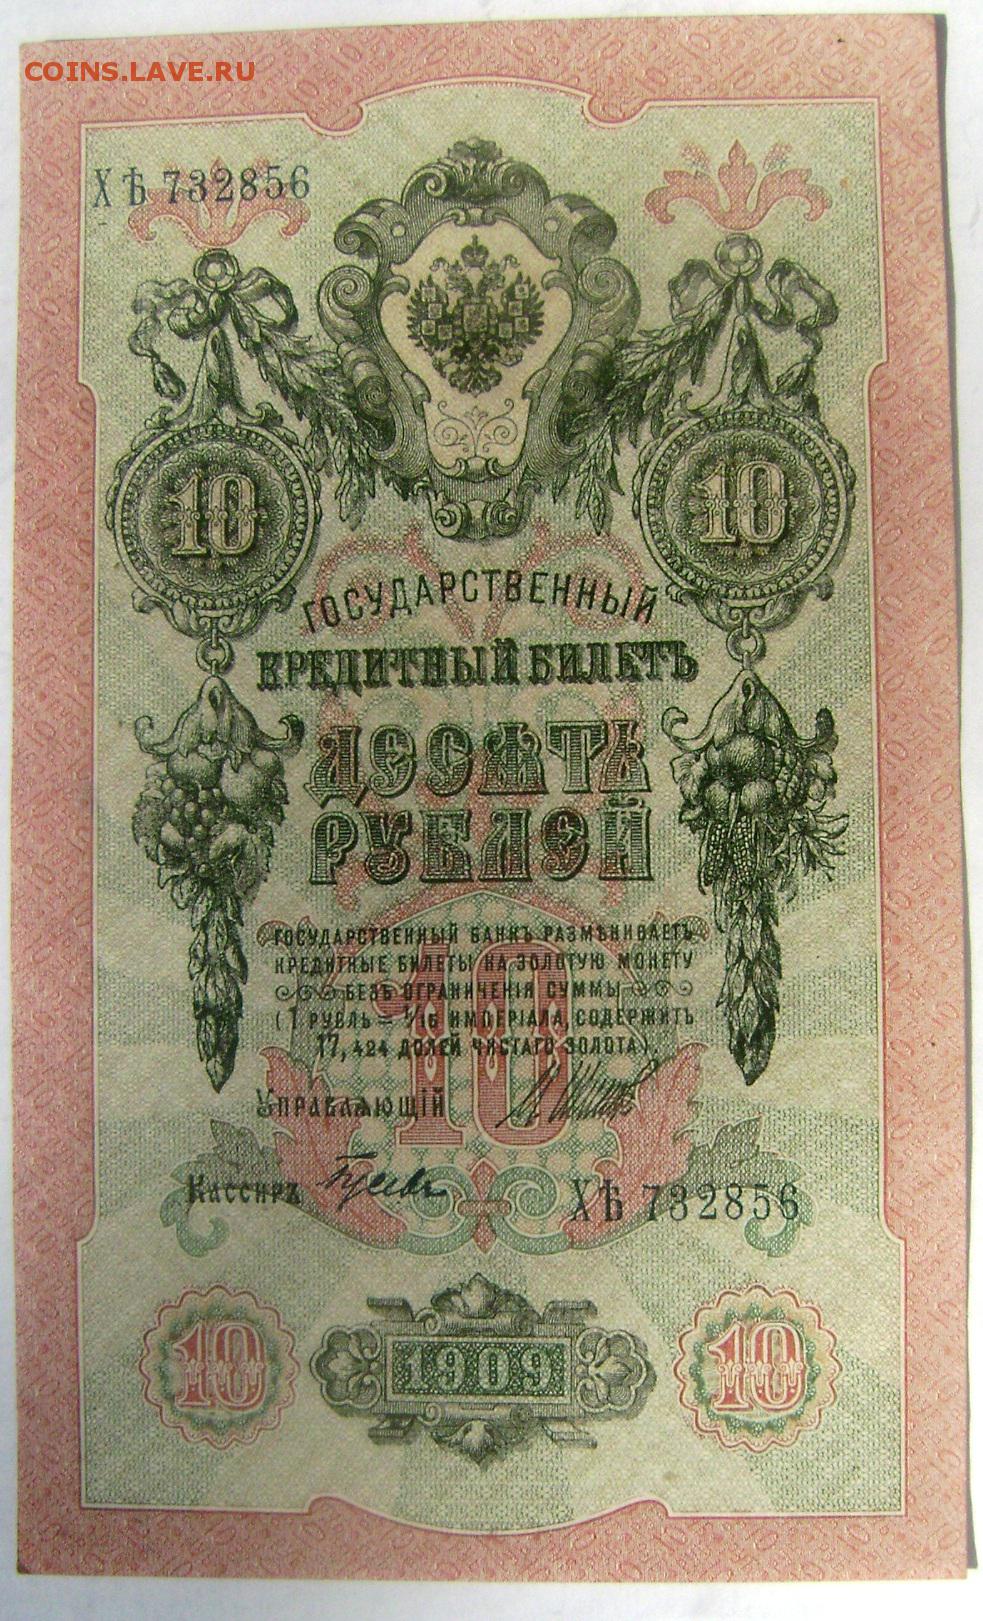 COINS.LAVE.RU
ХѢ 732856
10
10
ГОСУДАРСТВЕННЫЙ
КРЕДИТНЫЙ БИЛЕТЪ
ДЕСЯТЬ
РУБЛЕЙ
ГОСУДАРСТВЕННЫЙ БАНКЪ РАЗМѢНИВАЕТЪ
КРЕДИТНЫЕ БИЛЕТЫ НА ЗОЛОТУЮ МОНЕТУ
БЕЗЪ ОГРАНИЧЕНІЯ СУММЫ
(1 РУБЛЬ = 1/15 ИМПЕРІАЛА, СОДЕРЖИТЪ
17,424 ДОЛЕЙ ЧИСТАГО ЗОЛОТА).
10
УПРАВЛЯЮЩІЙ
КАССИРЪ
ХѢ 732856
10
1909
10